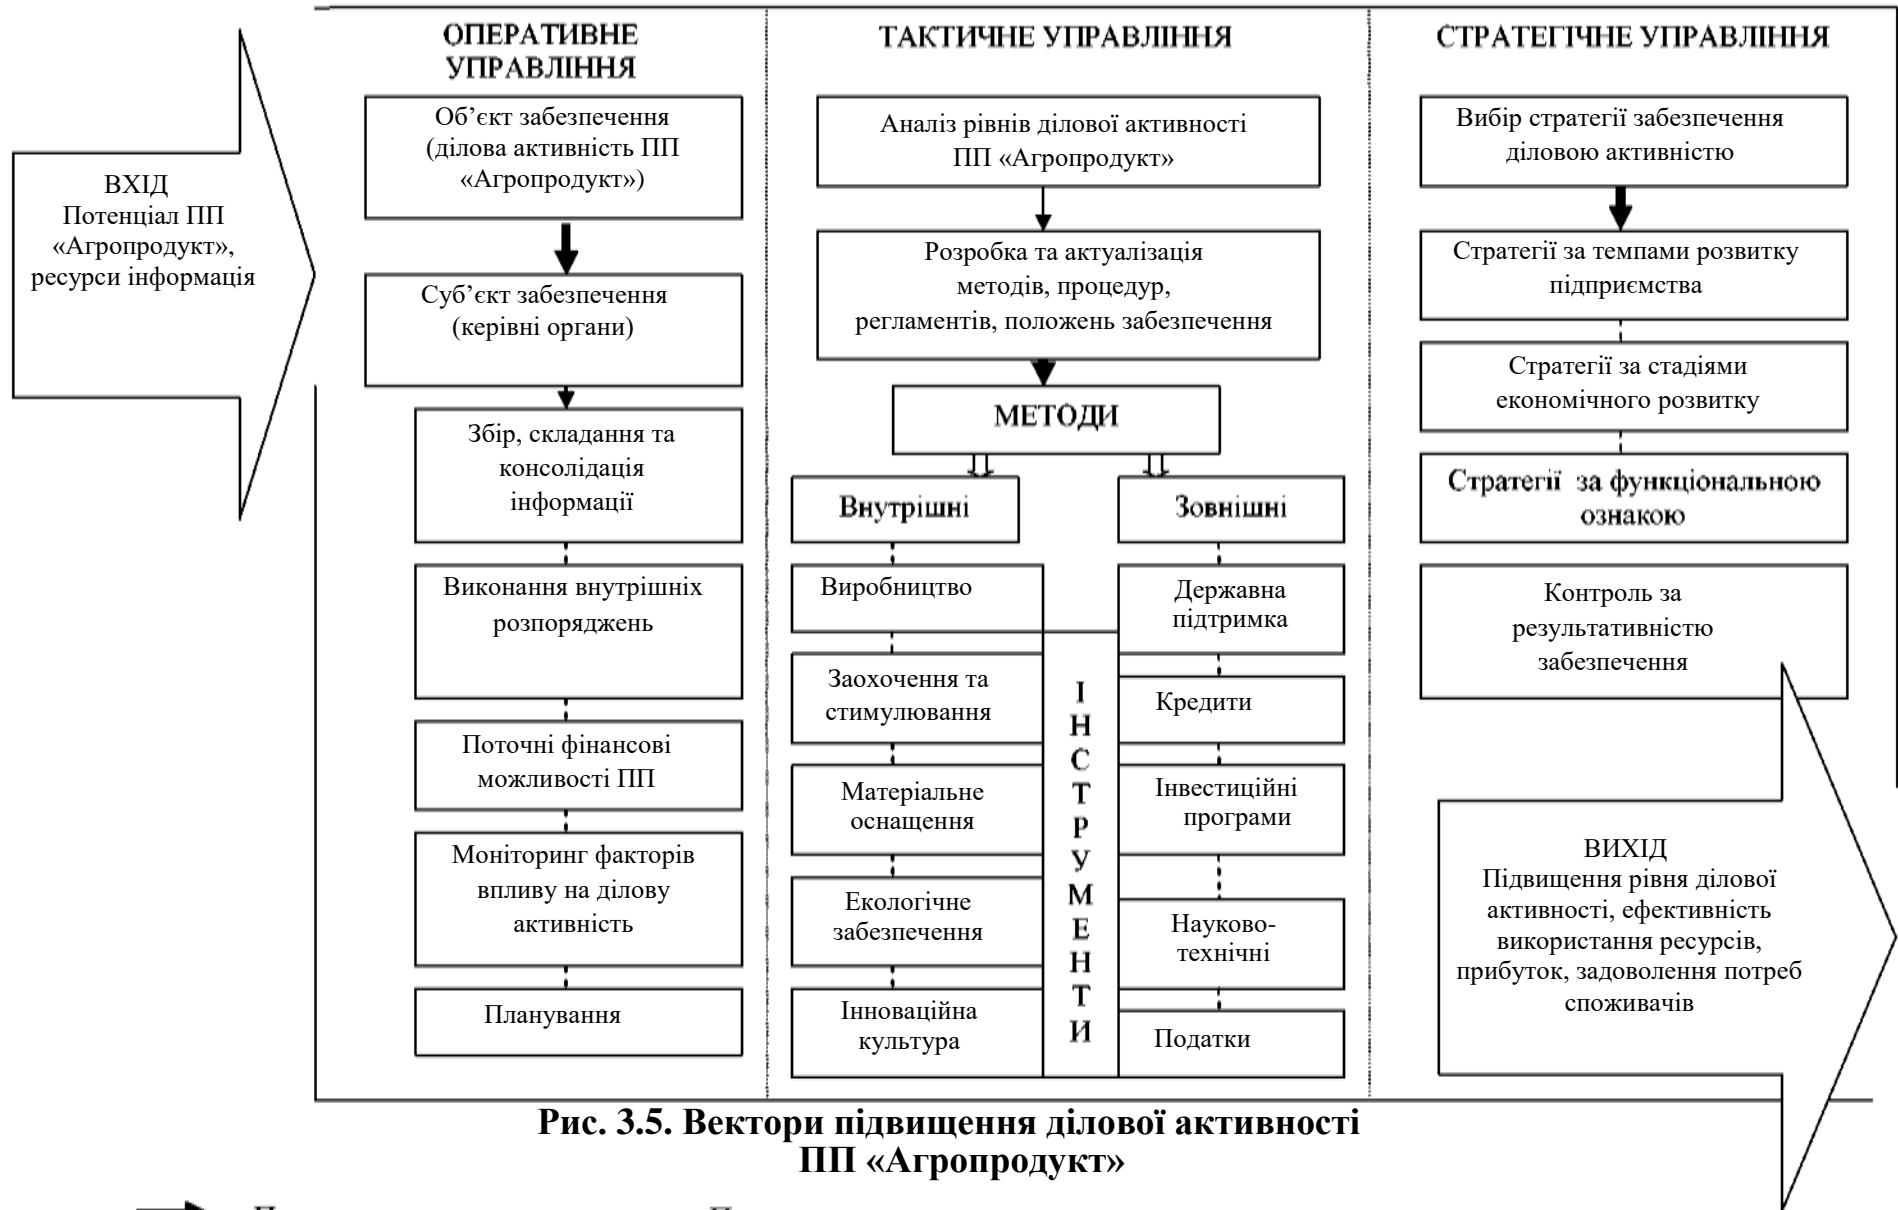 ОПЕРАТИВНЕ
УПРАВЛІННЯ
ТАКТИЧНЕ УПРАВЛІННЯ
СТРАТЕГІЧНЕ УПРАВЛІННЯ
ВХІД
Потенціал ПП
«Агропродукт»,
ресурси інформація
Об’єкт забезпечення
(ділова активність ПП
«Агропродукт»)
Суб’єкт забезпечення
(керівні органи)
Збір, складання та
консолідація
інформації
Виконання внутрішніх
розпоряджень
Поточні фінансові
можливості ПП
Моніторинг факторів
впливу на ділову
активність
Планування
Аналіз рівнів ділової активності
ПП «Агропродукт»
Розробка та актуалізація
методів, процедур,
регламентів, положень забезпечення
МЕТОДИ
Внутрішні
Зовнішні
Виробництво
Заохочення та
стимулювання
Матеріальне
оснащення
Екологічне
забезпечення
Інноваційна
культура
ІНСТРУМЕНТИ
Державна
підтримка
Кредити
Інвестиційні
програми
Науково-
технічні
Податки
Вибір стратегії забезпечення
діловою активністю
Стратегії за темпами розвитку
підприємства
Стратегії за стадіями
економічного розвитку
Стратегії за функціональною
ознакою
Контроль за
результативністю
забезпечення
ВИХІД
Підвищення рівня ділової
активності, ефективність
використання ресурсів,
прибуток, задоволення потреб
споживачів
Рис. 3.5. Вектори підвищення ділової активності
ПП «Агропродукт»